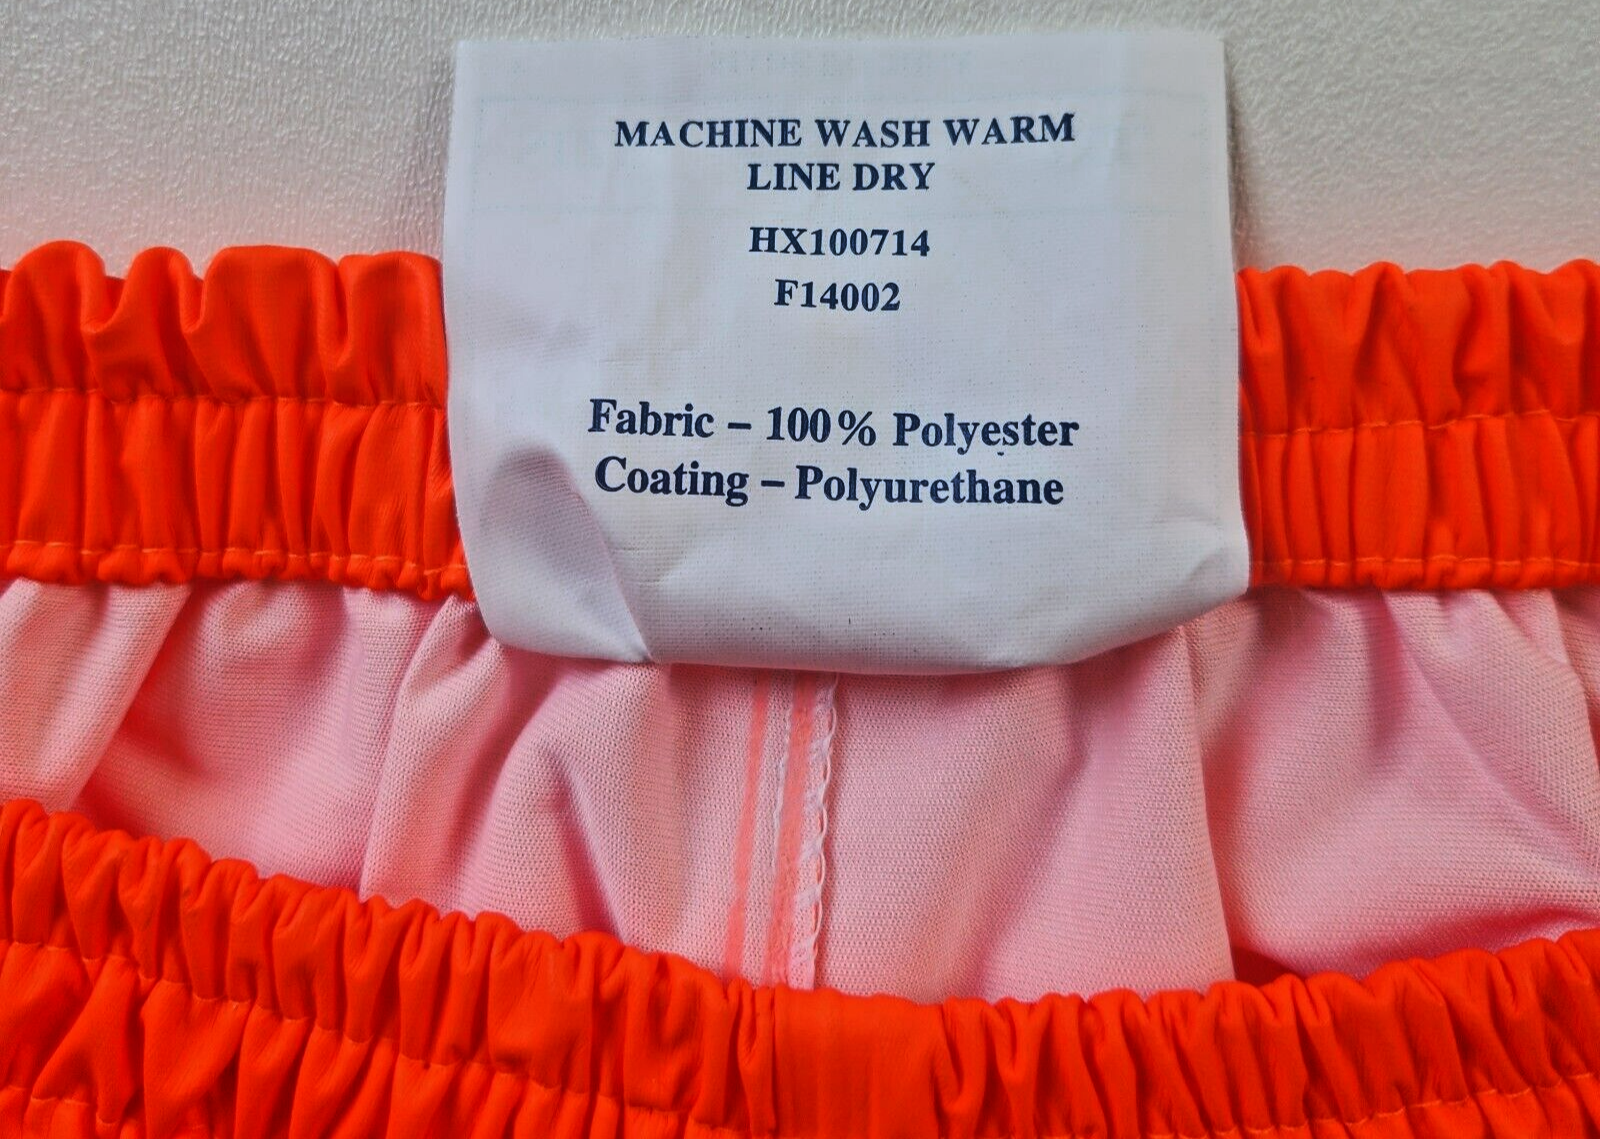 MACHINE WASH WARM
LINE DRY
HX100714
F14002
Fabric – 100% Polyester
Coating – Polyurethane